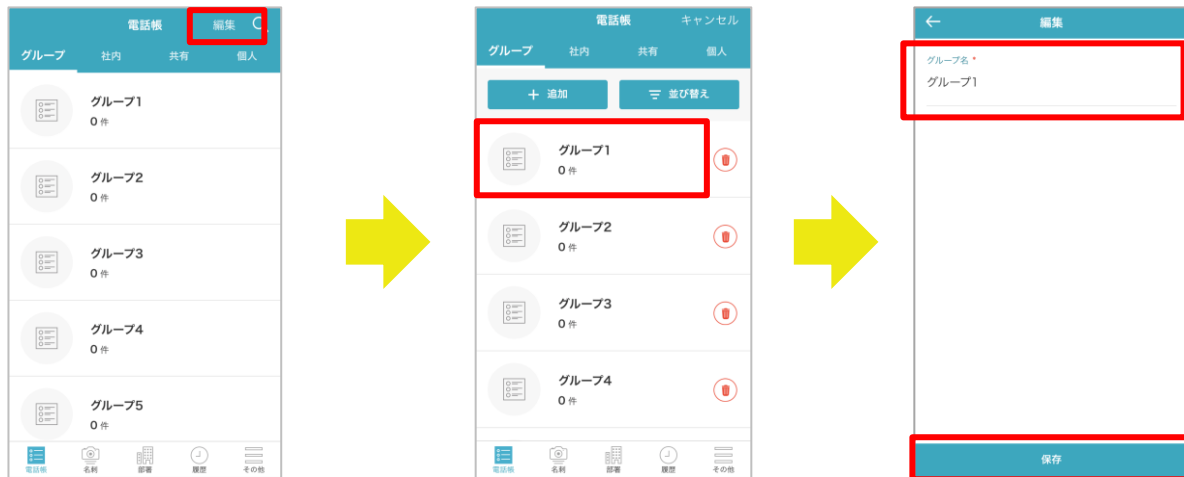 電話帳 編集
グループ 社内 共有 個人
グループ1
0 件
グループ2
0 件
グループ3
0 件
グループ4
0 件
グループ5
0 件
電話帳 名刺 部署 履歴 その他
電話帳 キャンセル
グループ 社内 共有 個人
+ 追加 並び替え
グループ1
0 件
グループ2
0 件
グループ3
0 件
グループ4
0 件
電話帳 名刺 部署 履歴 その他
← 編集
グループ名 *
グループ1
保存